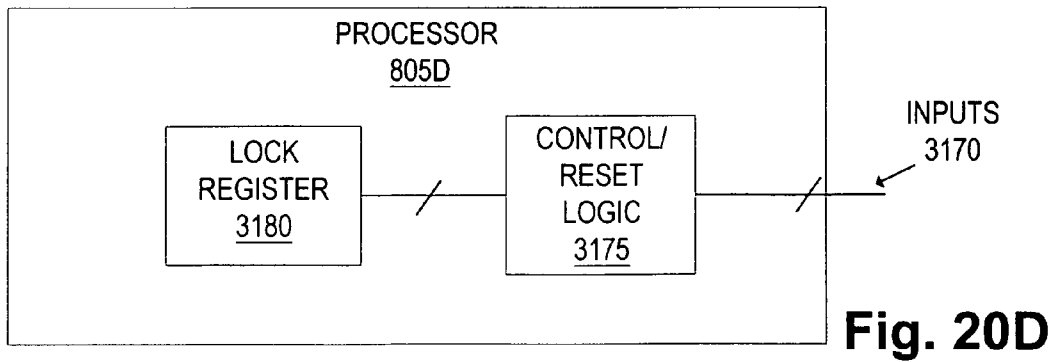 PROCESSOR
805D
LOCK
REGISTER
3180
CONTROL/
RESET
LOGIC
3175
INPUTS
3170
Fig. 20D